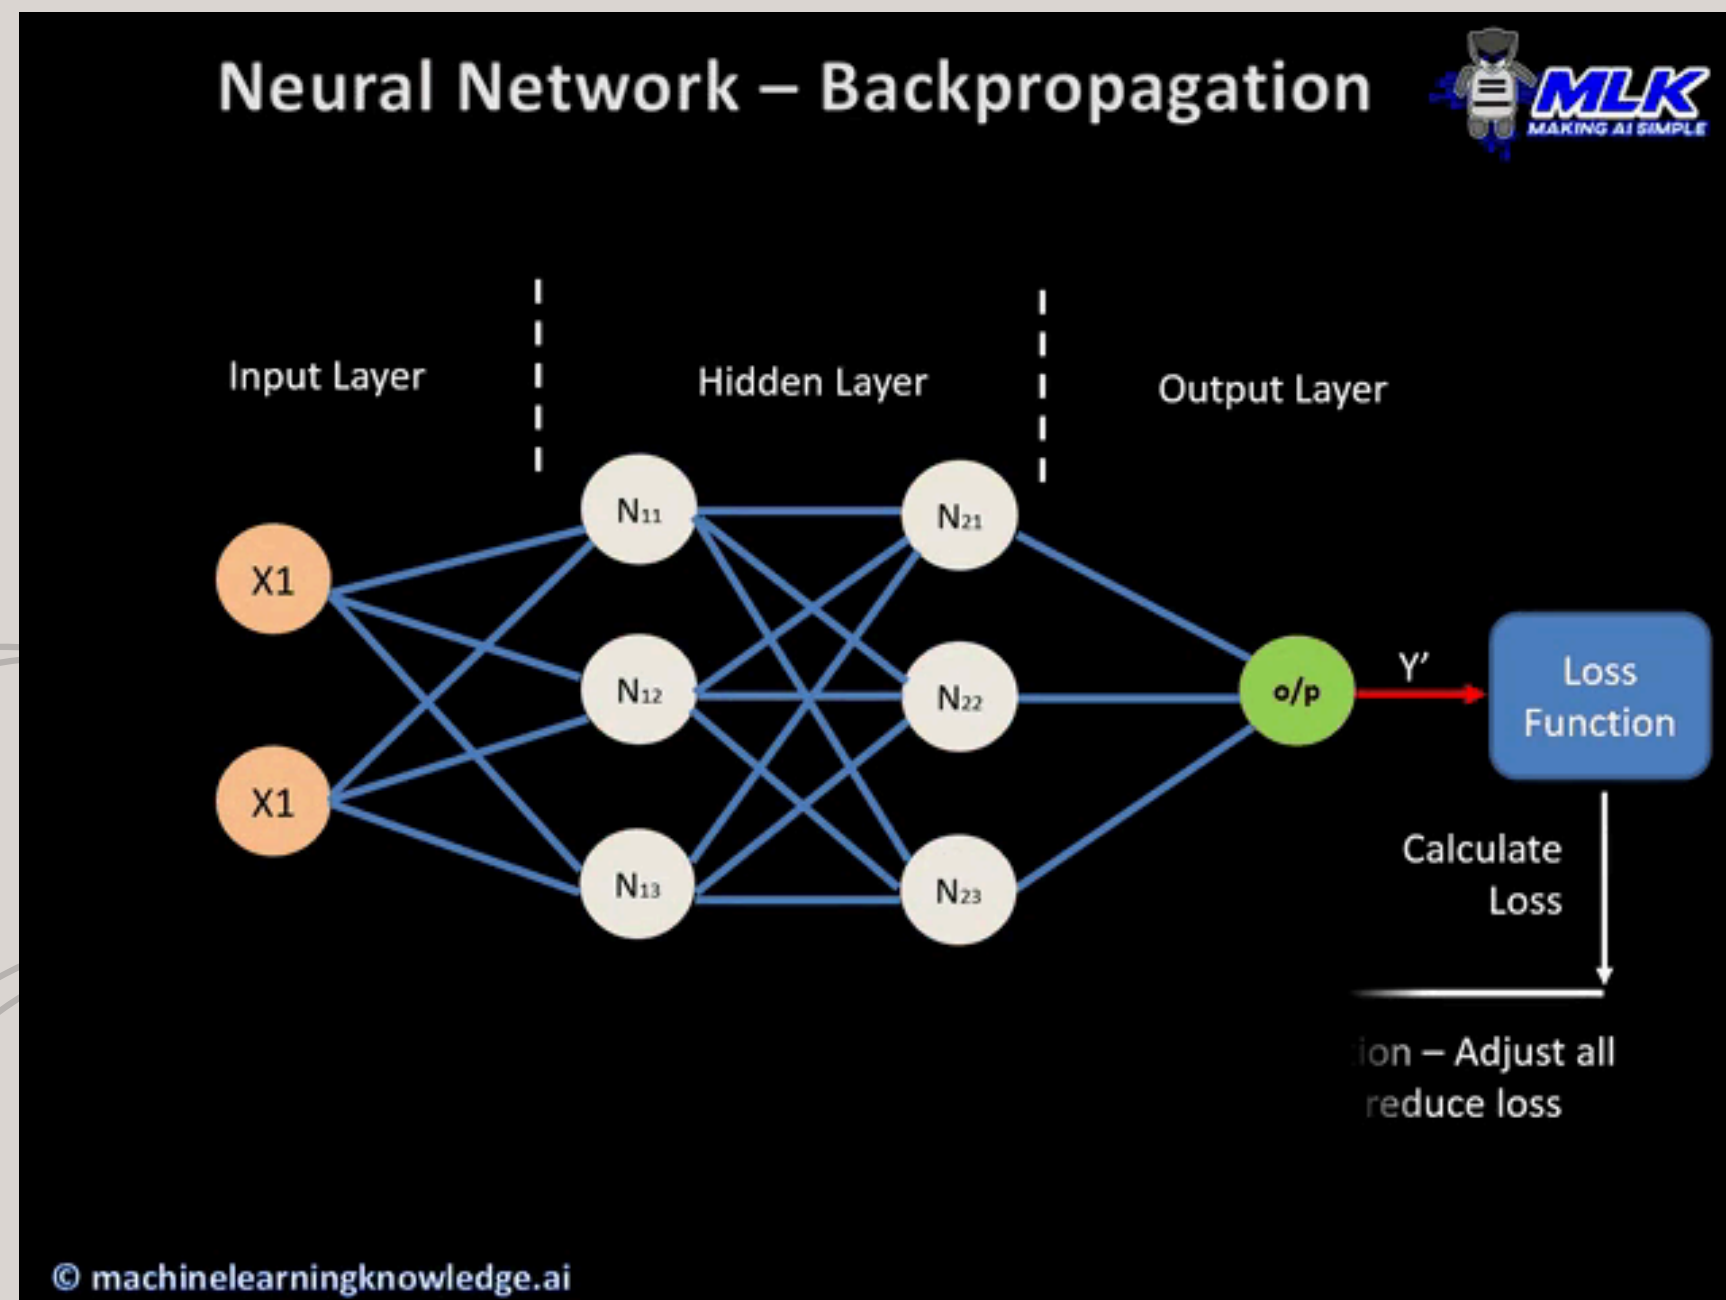 Neural Network – Backpropagation
MLK
MAKING AI SIMPLE
Input Layer
Hidden Layer
Output Layer
X1
X1
N11
N12
N13
N21
N22
N23
o/p
Y’
Loss
Function
Calculate
Loss
– Adjust all
reduce loss
© machinelearningknowledge.ai